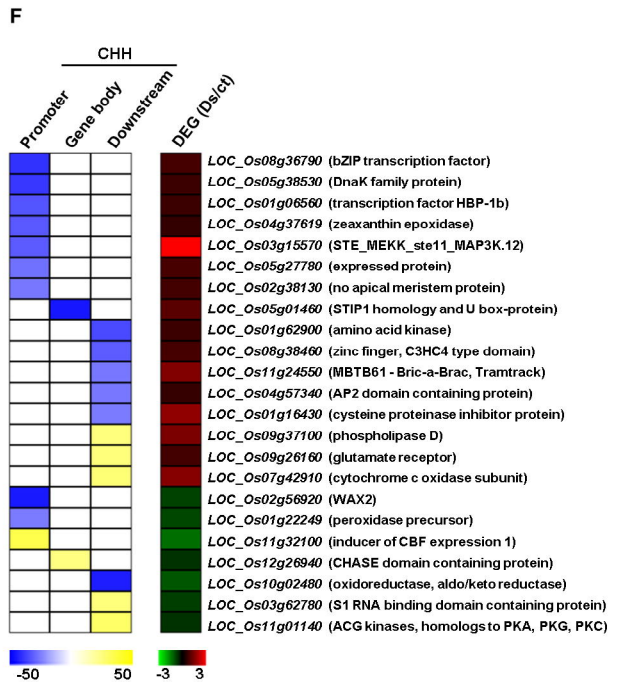 F
CHH
Promoter
Gene body
Downstream
DEG (Ds/ct)
LOC_Os08g36790 (bZIP transcription factor)
LOC_Os05g38530 (DnaK family protein)
LOC_Os01g06560 (transcription factor HBP-1b)
LOC_Os04g37619 (zeaxanthin epoxidase)
LOC_Os03g15570 (STE_MEKK_ste11_MAP3K.12)
LOC_Os05g27780 (expressed protein)
LOC_Os02g38130 (no apical meristem protein)
LOC_Os05g01460 (STIP1 homology and U box-protein)
LOC_Os01g62900 (amino acid kinase)
LOC_Os08g38460 (zinc finger, C3HC4 type domain)
LOC_Os11g24550 (MBTB61 - Bric-a-Brac, Tramtrack)
LOC_Os04g57340 (AP2 domain containing protein)
LOC_Os01g16430 (cysteine proteinase inhibitor protein)
LOC_Os09g37100 (phospholipase D)
LOC_Os09g26160 (glutamate receptor)
LOC_Os07g42910 (cytochrome c oxidase subunit)
LOC_Os02g56920 (WAX2)
LOC_Os01g22249 (peroxidase precursor)
LOC_Os11g32100 (inducer of CBF expression 1)
LOC_Os12g26940 (CHASE domain containing protein)
LOC_Os10g02480 (oxidoreductase, aldo/keto reductase)
LOC_Os03g62780 (S1 RNA binding domain containing protein)
LOC_Os11g01140 (ACG kinases, homologs to PKA, PKG, PKC)
-50 50 -3 3